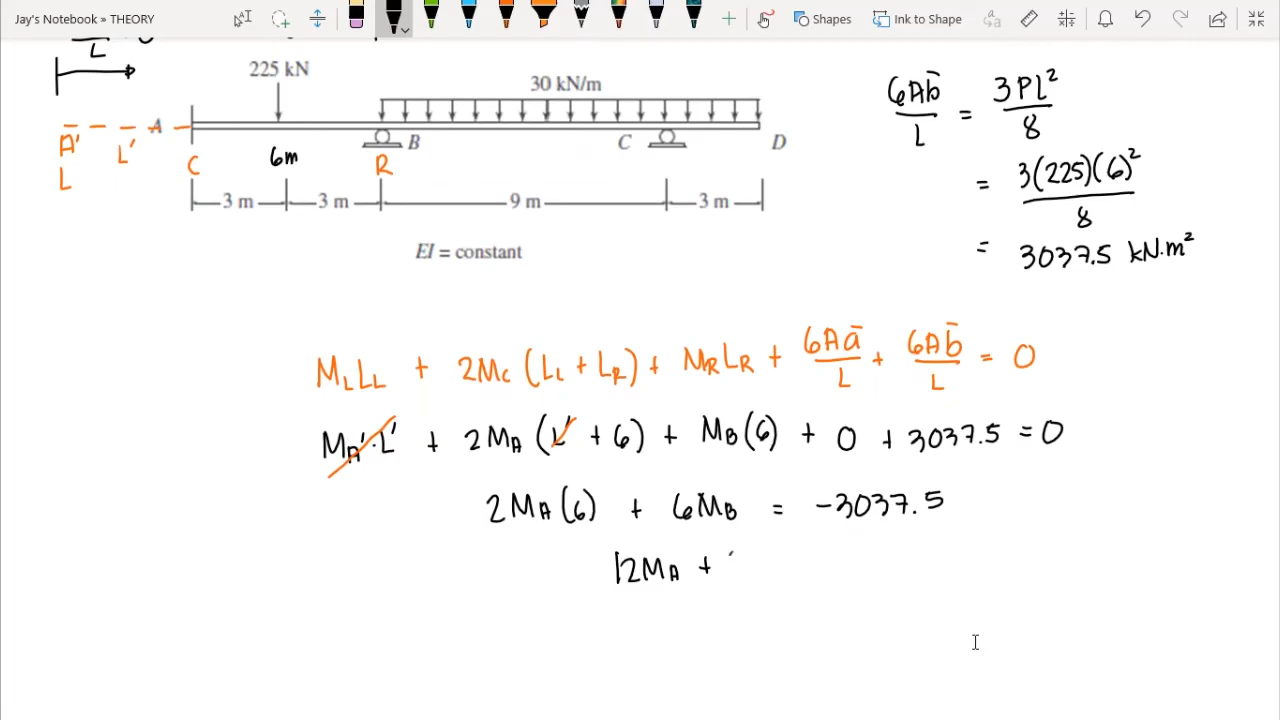 Jay's Notebook » THEORY
Shapes
Ink to Shape
L
225 kN
30 kN/m
A
B
C
D
A'
L'
L
C
6m
R
3 m
3 m
9 m
3 m
EI = constant
6Ab̄/L = 3PL²/8
= 3(225)(6)²/8
= 3037.5 kN.m²
MLLL + 2MC (LL + LR) + MRLR + 6Aā/L + 6Ab̄/L = 0
MA'·L' + 2MA (L' + 6) + MB(6) + 0 + 3037.5 = 0
2MA(6) + 6MB = -3037.5
12MA +